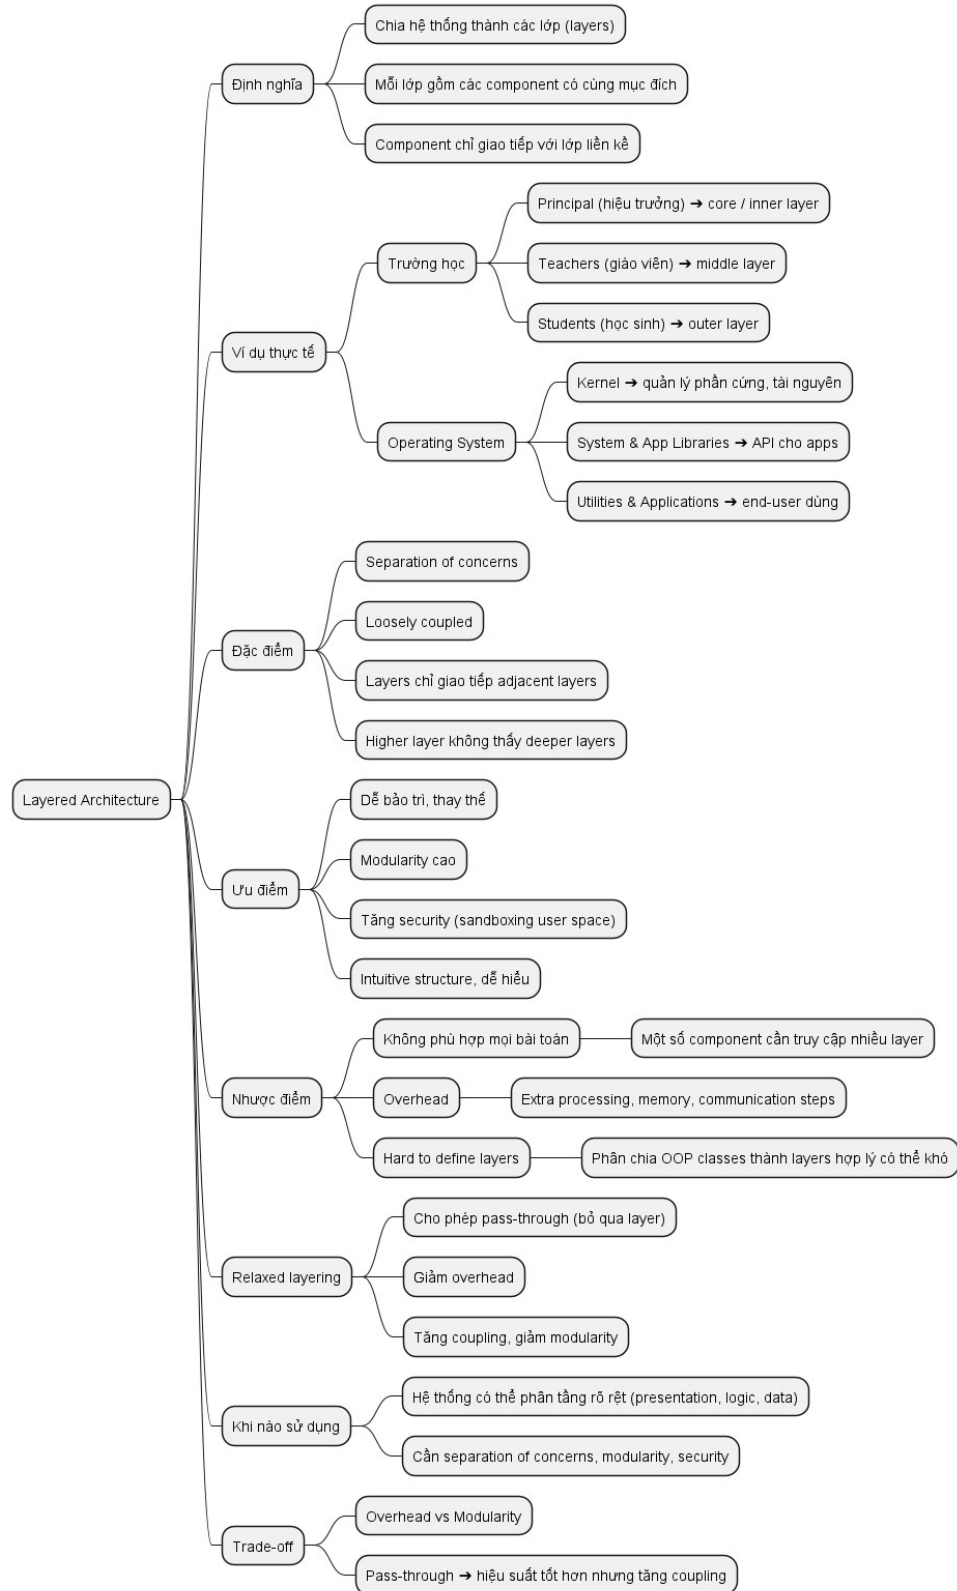 Chia hệ thống thành các lớp (layers)
Định nghĩa
Mỗi lớp gồm các component có cùng mục đích
Component chỉ giao tiếp với lớp liền kề
Principal (hiệu trưởng) ➔ core / inner layer
Trường học
Teachers (giáo viên) ➔ middle layer
Students (học sinh) ➔ outer layer
Ví dụ thực tế
Kernel ➔ quản lý phần cứng, tài nguyên
Operating System
System & App Libraries ➔ API cho apps
Utilities & Applications ➔ end-user dùng
Separation of concerns
Loosely coupled
Đặc điểm
Layers chỉ giao tiếp adjacent layers
Higher layer không thấy deeper layers
Layered Architecture
Dễ bảo trì, thay thế
Modularity cao
Ưu điểm
Tăng security (sandboxing user space)
Intuitive structure, dễ hiểu
Không phù hợp mọi bài toán
Một số component cần truy cập nhiều layer
Nhược điểm
Overhead
Extra processing, memory, communication steps
Hard to define layers
Phân chia OOP classes thành layers hợp lý có thể khó
Cho phép pass-through (bỏ qua layer)
Relaxed layering
Giảm overhead
Tăng coupling, giảm modularity
Hệ thống có thể phân tầng rõ rệt (presentation, logic, data)
Khi nào sử dụng
Cần separation of concerns, modularity, security
Overhead vs Modularity
Trade-off
Pass-through ➔ hiệu suất tốt hơn nhưng tăng coupling